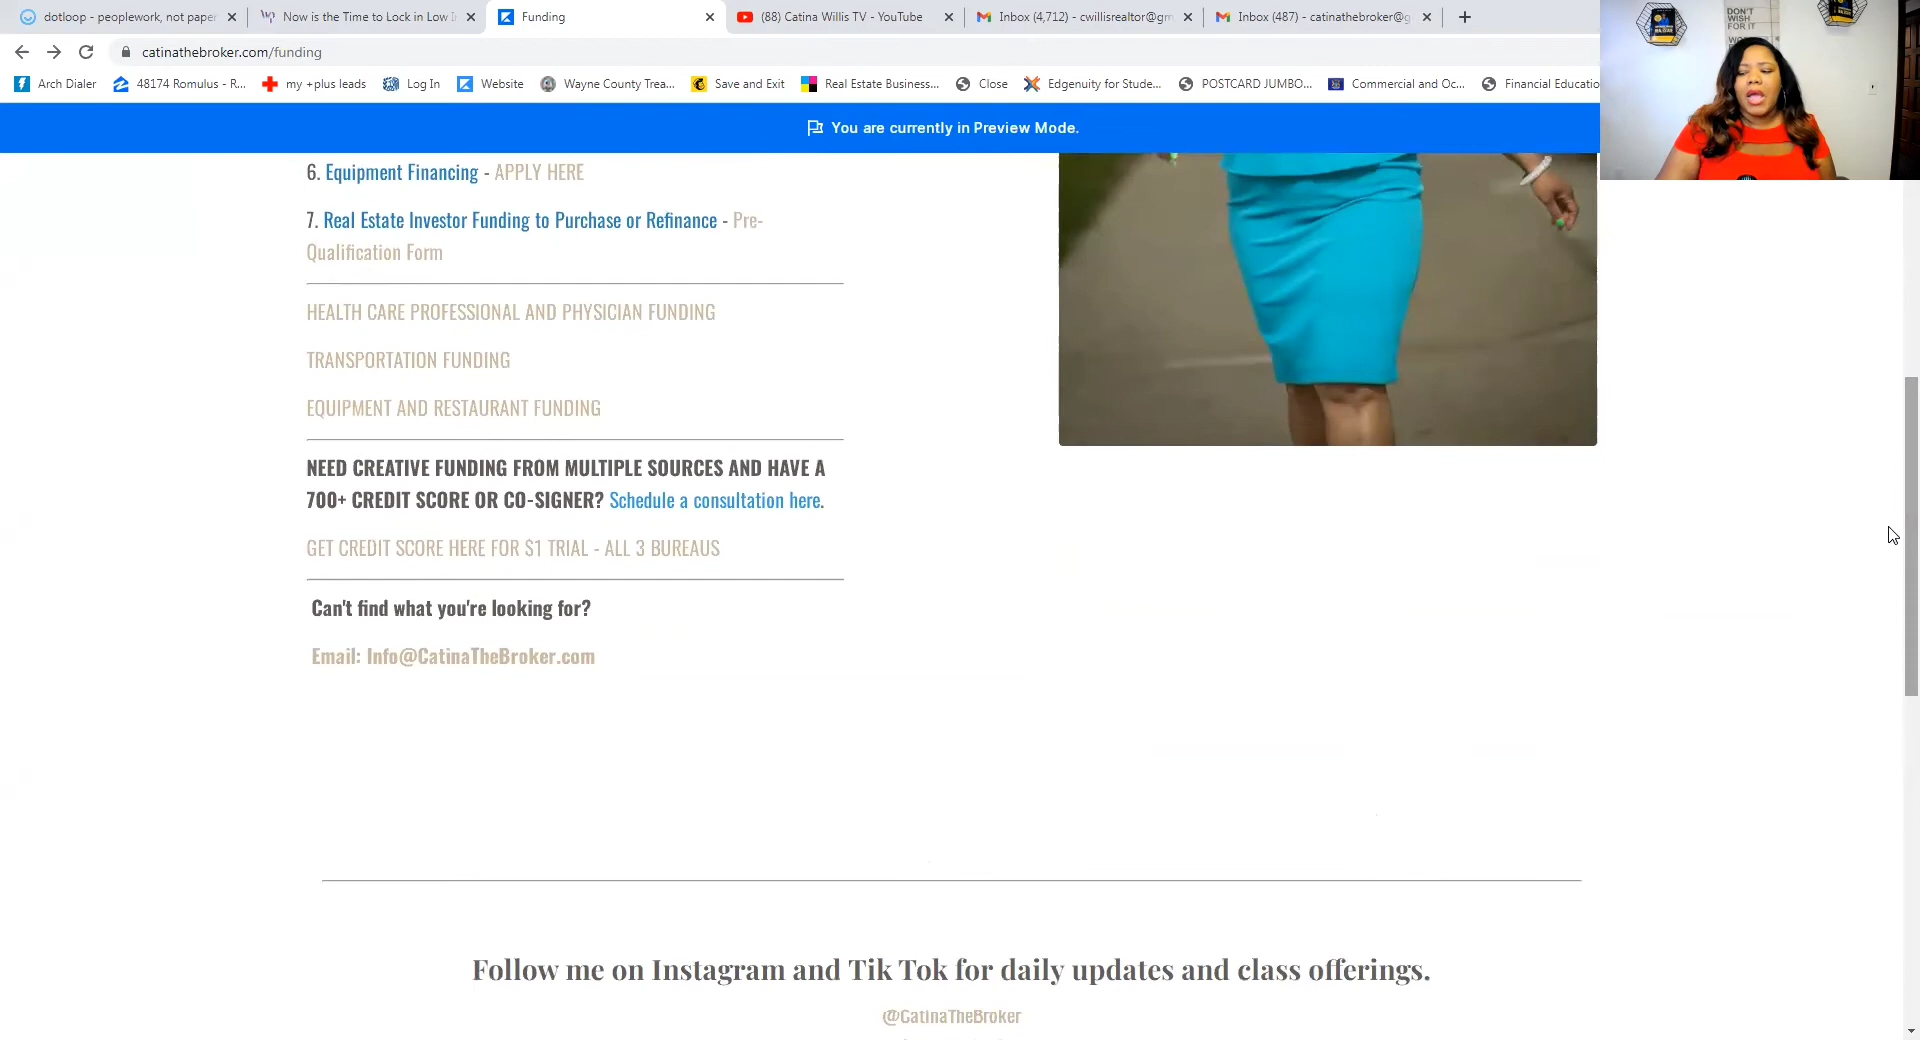 dotloop - peoplework, not paper
Now is the Time to Lock in Low I
Funding
(88) Catina Willis TV - YouTube
Inbox (4,712) - cwillisrealtor@gm
Inbox (487) - catinathebroker@g
catinathebroker.com/funding
Arch Dialer
48174 Romulus - R...
my +plus leads
Log In
Website
Wayne County Trea...
Save and Exit
Real Estate Business...
Close
Edgenuity for Stude...
POSTCARD JUMBO...
Commercial and Oc...
Financial Educatio
DON'T
WISH
FOR IT
You are currently in Preview Mode.
6. Equipment Financing - APPLY HERE
7. Real Estate Investor Funding to Purchase or Refinance - Pre-
Qualification Form
HEALTH CARE PROFESSIONAL AND PHYSICIAN FUNDING
TRANSPORTATION FUNDING
EQUIPMENT AND RESTAURANT FUNDING
NEED CREATIVE FUNDING FROM MULTIPLE SOURCES AND HAVE A
700+ CREDIT SCORE OR CO-SIGNER? Schedule a consultation here.
GET CREDIT SCORE HERE FOR $1 TRIAL - ALL 3 BUREAUS
Can't find what you're looking for?
Email: Info@CatinaTheBroker.com
Follow me on Instagram and Tik Tok for daily updates and class offerings.
@CatinaTheBroker